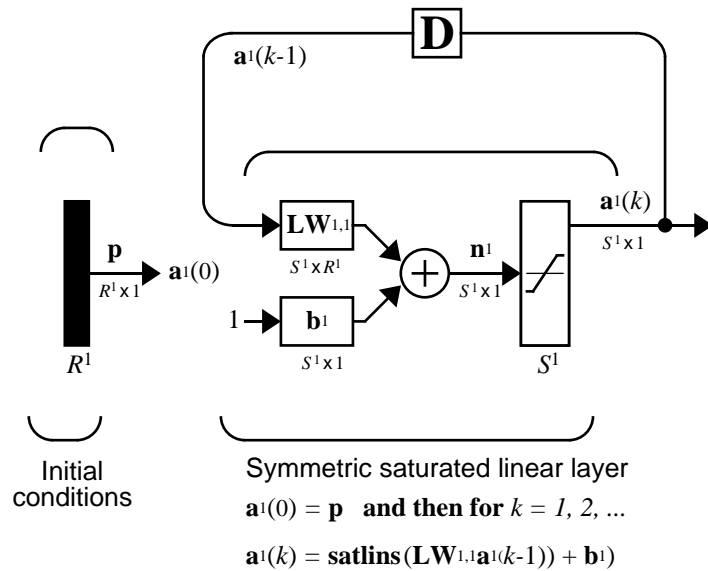 D
a¹(k-1)
p
R¹ x 1
a¹(0)
R¹
LW¹,¹
S¹ x R¹
1
b¹
S¹ x 1
n¹
S¹ x 1
S¹
a¹(k)
S¹ x 1
Initial
conditions
Symmetric saturated linear layer
a¹(0) = p and then for k = 1, 2, ...
a¹(k) = satlins (LW¹,¹a¹⁽k-1)) + b¹)